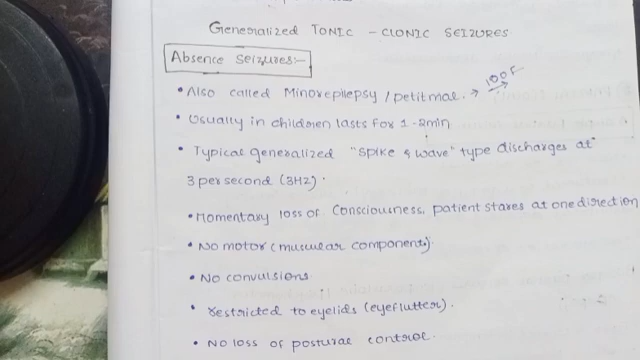 Generalized TONIC - CLONIC SEIZURES
Absence Seizures:-
• Also called Minorepilepsy / petitmal. →
• Usually in children lasts for 1-2min
• Typical generalized "Spike & wave" type discharges at
3 per second (3Hz).
• Momentary loss of Consciousness, patient stares at one direction
• No motor (muscular component).
• No convulsions.
• restricted to eyelids (eyeflutter).
• No loss of postural control.